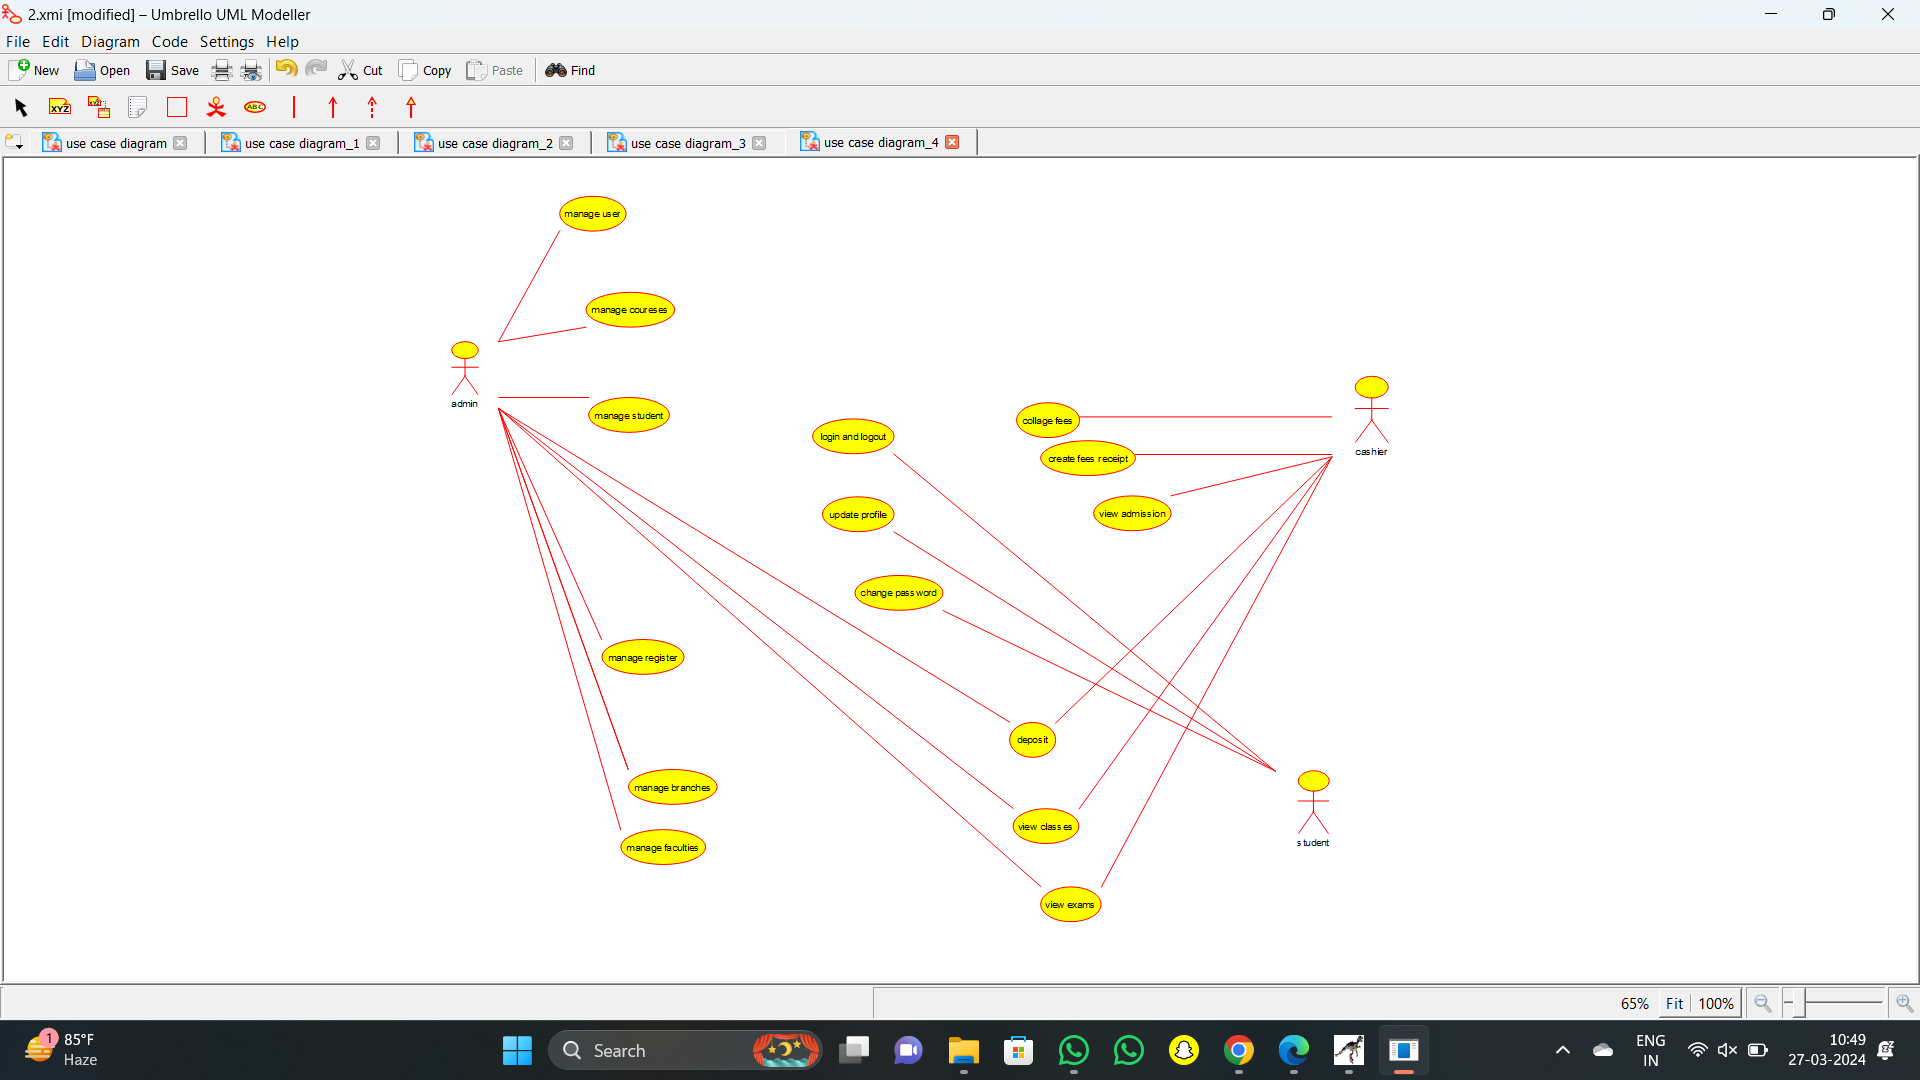 2.xmi [modified] – Umbrello UML Modeller
File Edit Diagram Code Settings Help
New Open Save Cut Copy Paste Find
XYZ XYZ ABC
use case diagram use case diagram_1 use case diagram_2 use case diagram_3 use case diagram_4
manage user
manage coureses
admin
manage student
login and logout
collage fees
create fees receipt
cashier
view admission
update profile
change password
manage register
deposit
manage branches
view classes
student
manage faculties
view exams
65% Fit 100%
1
85°F
Haze
Search
ENG
IN
10:49
27-03-2024